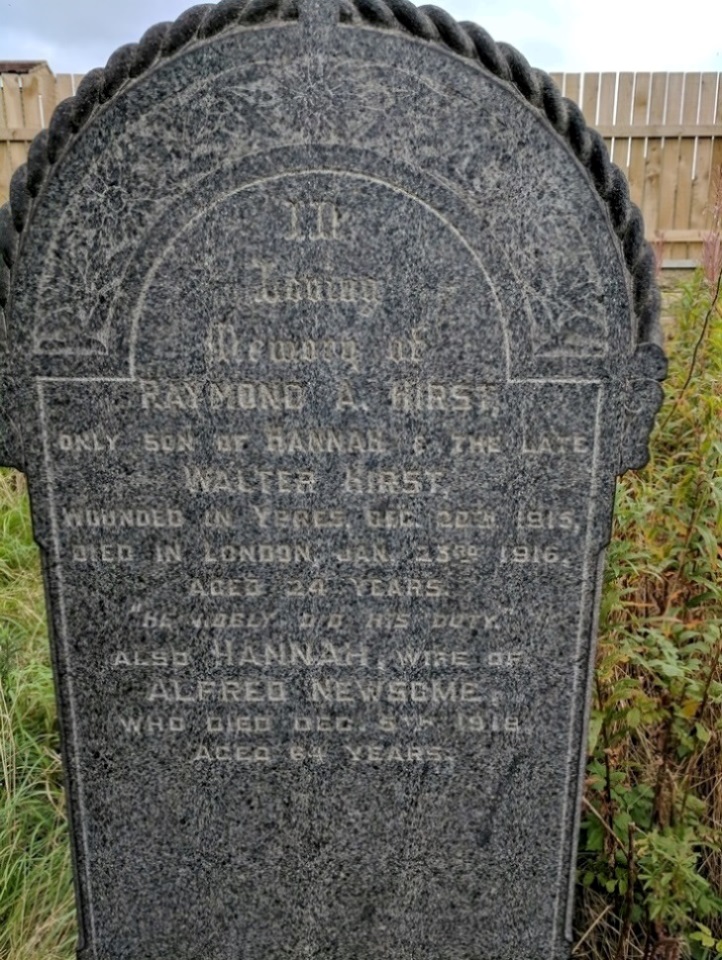 In
Loving
Memory of
RAYMOND A. HIRST,
ONLY SON OF HANNAH & THE LATE
WALTER HIRST,
WOUNDED IN YPRES, DEC. 20TH 1915,
DIED IN LONDON, JAN. 23RD 1916,
AGED 24 YEARS.
"HE NOBLY DID HIS DUTY."
ALSO HANNAH, WIFE OF
ALFRED NEWSOME,
WHO DIED DEC. 5TH 1918,
AGED 64 YEARS.